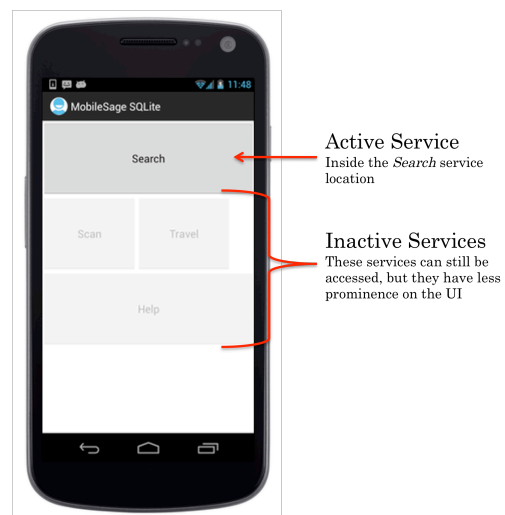 11:48
MobileSage SQLite
Search
Scan
Travel
Help
Active Service
Inside the Search service
location
Inactive Services
These services can still be
accessed, but they have less
prominence on the UI